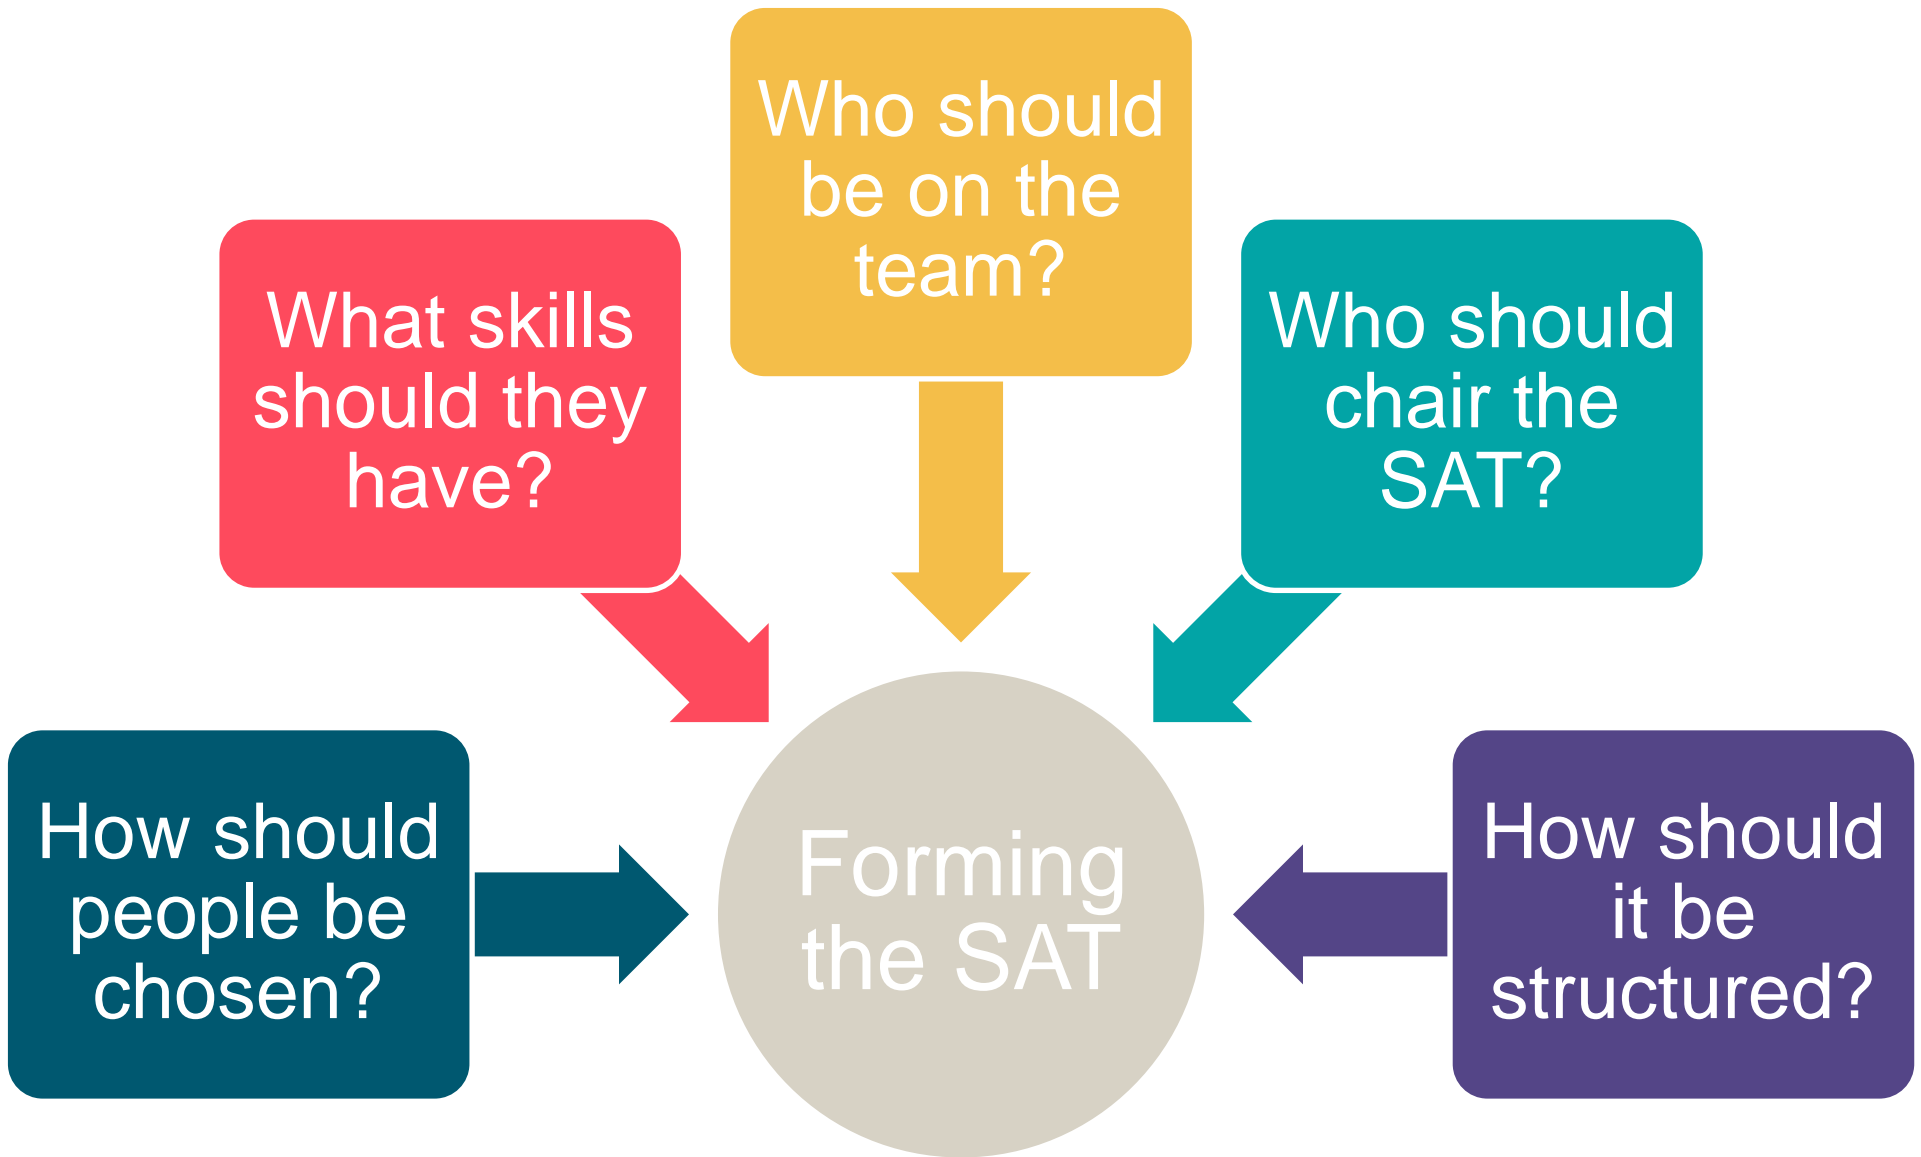 Who should
be on the
team?
What skills
should they
have?
Who should
chair the
SAT?
How should
people be
chosen?
Forming
the SAT
How should
it be
structured?